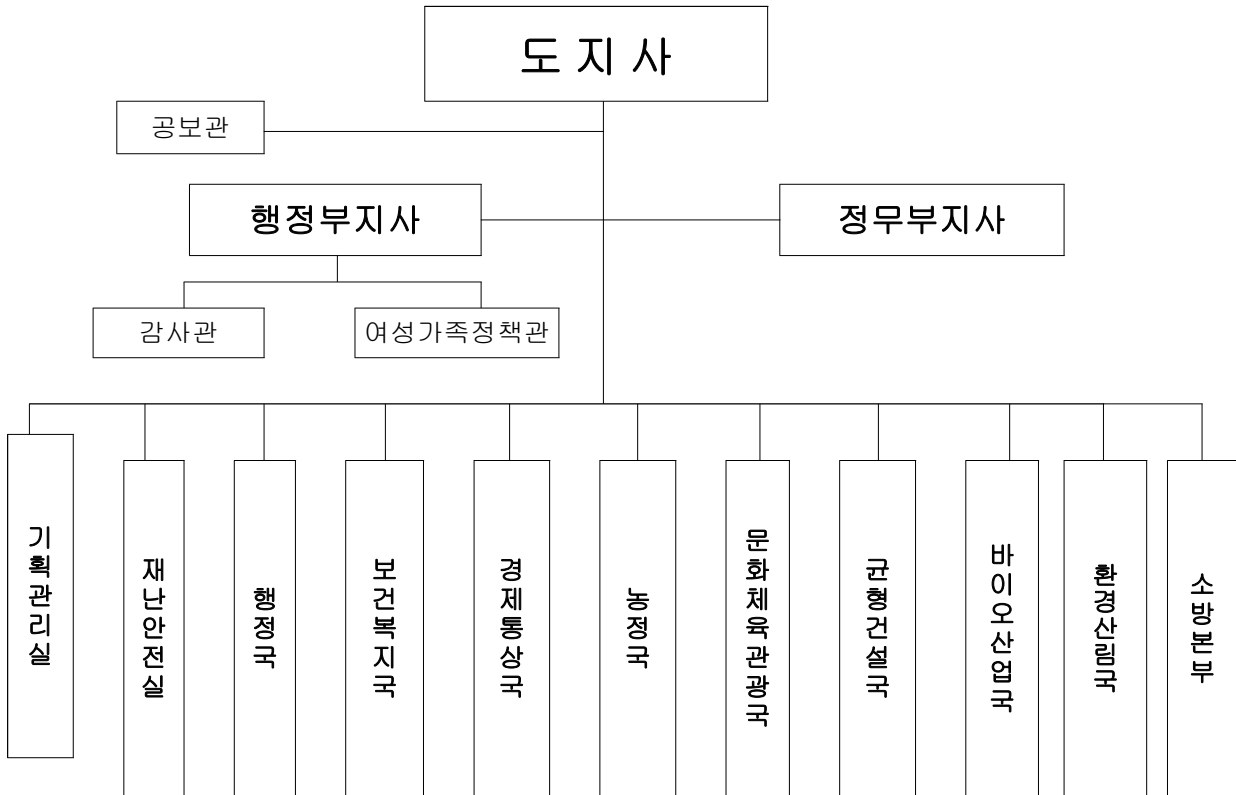 도 지 사
공보관
행정부지사
정무부지사
감사관
여성가족정책관
기획관리실
재난안전실
행정국
보건복지국
경제통상국
농정국
문화체육관광국
균형건설국
바이오산업국
환경산림국
소방본부